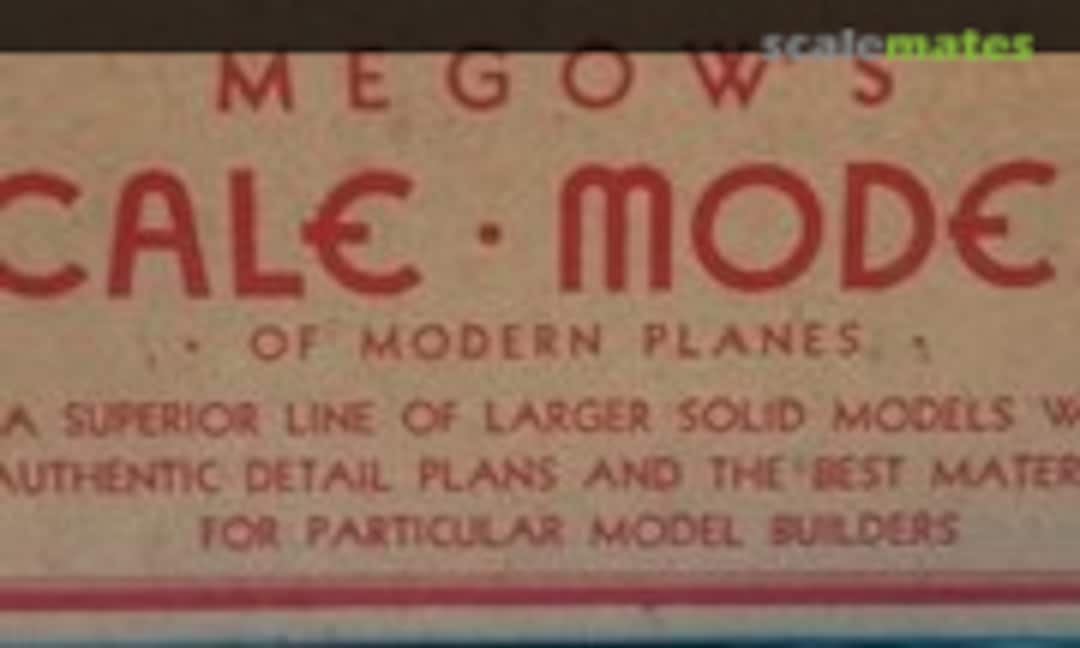 scalemates
MEGOW'S
CALE · MODE
· OF MODERN PLANES ·
A SUPERIOR LINE OF LARGER SOLID MODELS W
AUTHENTIC DETAIL PLANS AND THE BEST MATER
FOR PARTICULAR MODEL BUILDERS